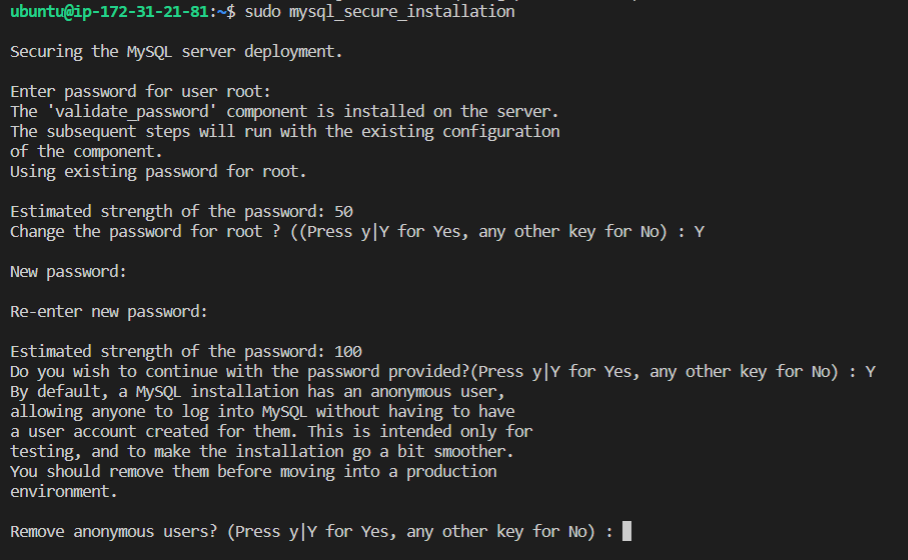 ubuntu@ip-172-31-21-81:~$ sudo mysql_secure_installation
Securing the MySQL server deployment.
Enter password for user root:
The 'validate_password' component is installed on the server.
The subsequent steps will run with the existing configuration
of the component.
Using existing password for root.
Estimated strength of the password: 50
Change the password for root ? ((Press y|Y for Yes, any other key for No) : Y
New password:
Re-enter new password:
Estimated strength of the password: 100
Do you wish to continue with the password provided?(Press y|Y for Yes, any other key for No) : Y
By default, a MySQL installation has an anonymous user,
allowing anyone to log into MySQL without having to have
a user account created for them. This is intended only for
testing, and to make the installation go a bit smoother.
You should remove them before moving into a production
environment.
Remove anonymous users? (Press y|Y for Yes, any other key for No) :